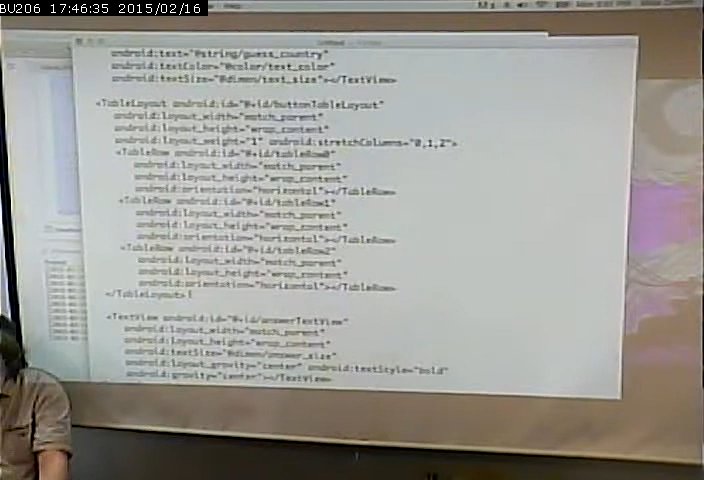 BU206 17:46:35 2015/02/16
Help
android:text="@string/guess_country"
android:textColor="@color/text_color"
android:textSize="@dimen/text_size"></TextView>
<TableLayout android:id="@+id/buttonTableLayout"
android:layout_width="match_parent"
android:layout_height="wrap_content"
android:layout_weight="1" android:stretchColumns="0,1,2">
<TableRow android:id="@+id/tableRow0"
android:layout_width="match_parent"
android:layout_height="wrap_content"
android:orientation="horizontal"></TableRow>
<TableRow android:id="@+id/tableRow1"
android:layout_width="match_parent"
android:layout_height="wrap_content"
android:orientation="horizontal"></TableRow>
<TableRow android:id="@+id/tableRow2"
android:layout_width="match_parent"
android:layout_height="wrap_content"
android:orientation="horizontal"></TableRow>
</TableLayout>
<TextView android:id="@+id/answerTextView"
android:layout_width="match_parent"
android:layout_height="wrap_content"
android:textSize="@dimen/answer_size"
android:layout_gravity="center" android:textStyle="bold"
android:gravity="center"></TextView>